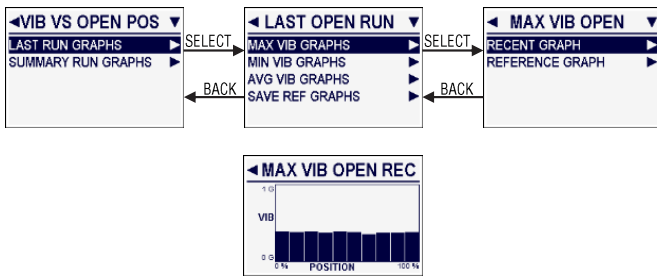 VIB VS OPEN POS
LAST RUN GRAPHS
SUMMARY RUN GRAPHS
SELECT
BACK
LAST OPEN RUN
MAX VIB GRAPHS
MIN VIB GRAPHS
AVG VIB GRAPHS
SAVE REF GRAPHS
SELECT
BACK
MAX VIB OPEN
RECENT GRAPH
REFERENCE GRAPH
MAX VIB OPEN REC
1 G
VIB
0 G
0 % POSITION 100 %